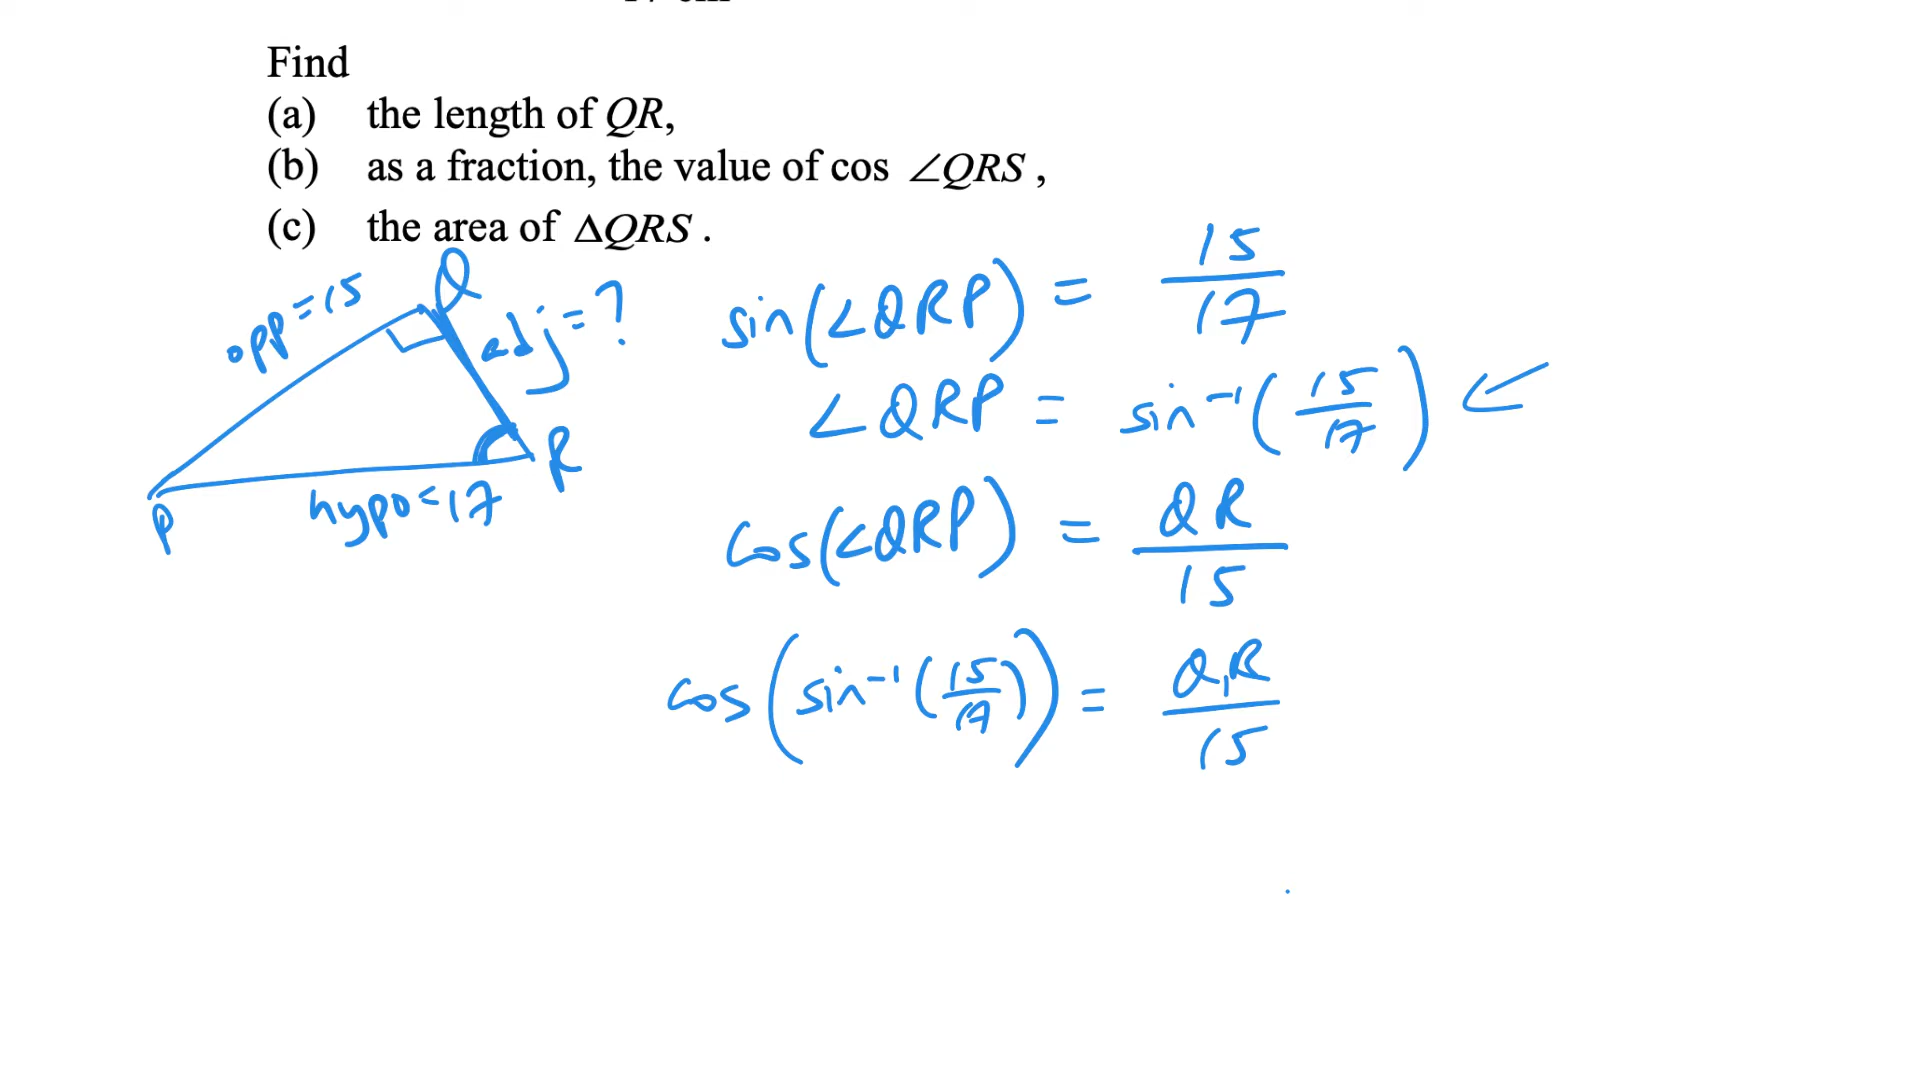 Find
(a) the length of QR,
(b) as a fraction, the value of cos ∠QRS ,
(c) the area of ΔQRS .
opp=15
Q
adj=?
R
hypo=17
P
sin(∠QRP) = 15/17
∠QRP = sin⁻¹(15/17) ←
cos(∠QRP) = QR/15
cos(sin⁻¹(15/17)) = QR/15